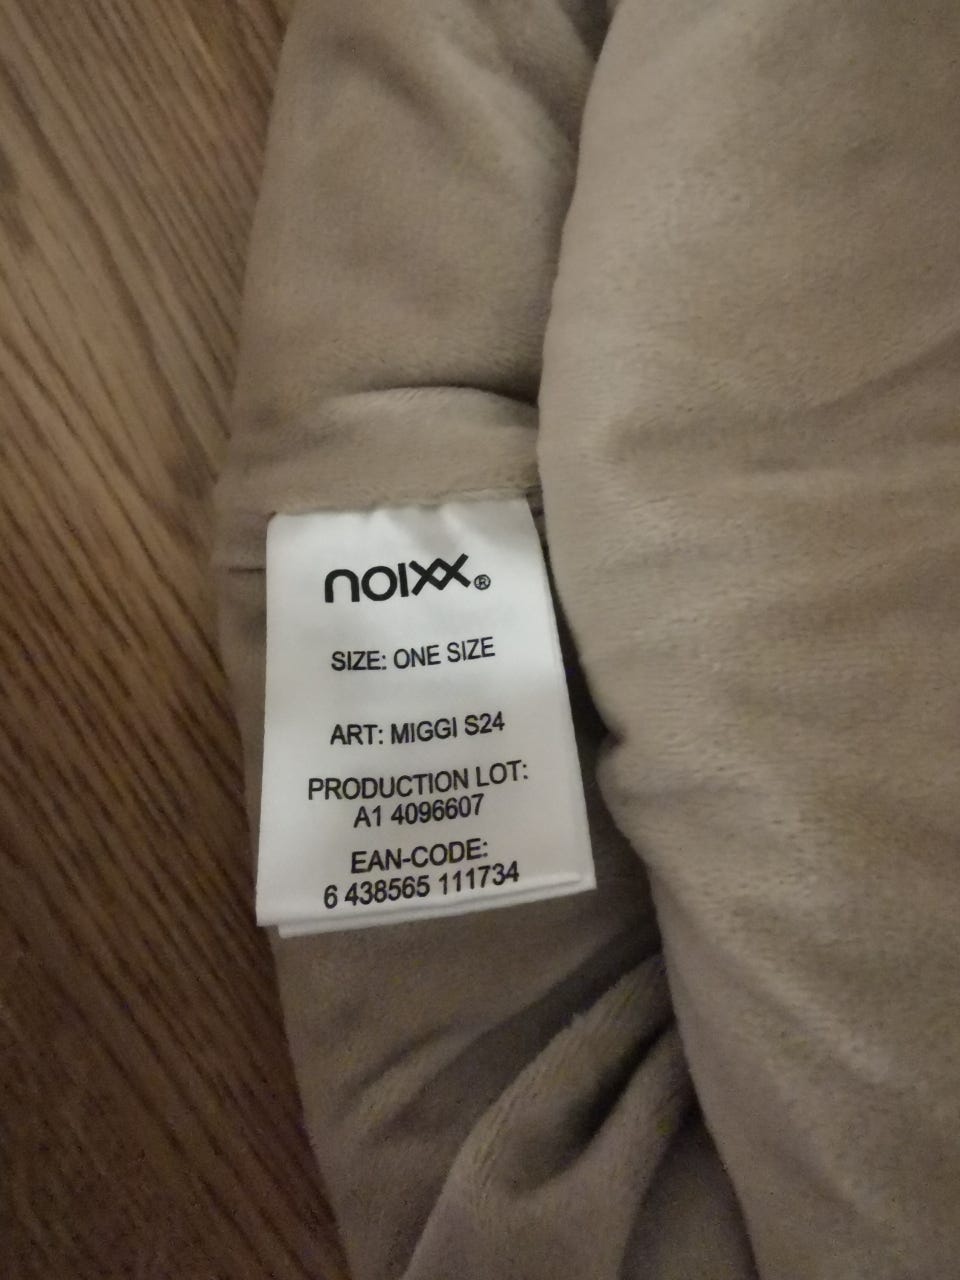 noixx®
SIZE: ONE SIZE
ART: MIGGI S24
PRODUCTION LOT:
A1 4096607
EAN-CODE:
6 438565 111734